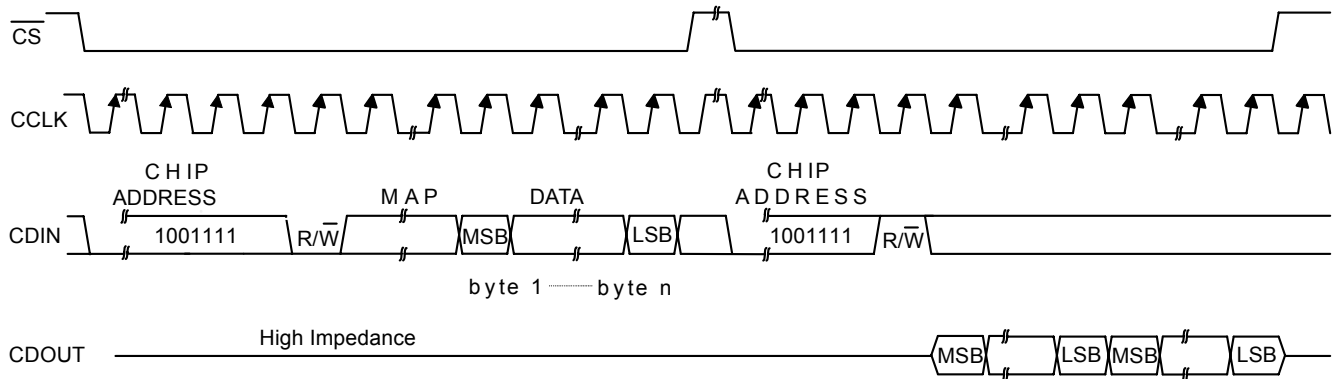 CS
CCLK
CHIP
ADDRESS
MAP
DATA
CHIP
ADDRESS
CDIN
1001111
R/W
MSB
LSB
1001111
R/W
byte 1 byte n
High Impedance
CDOUT
MSB
LSB
MSB
LSB